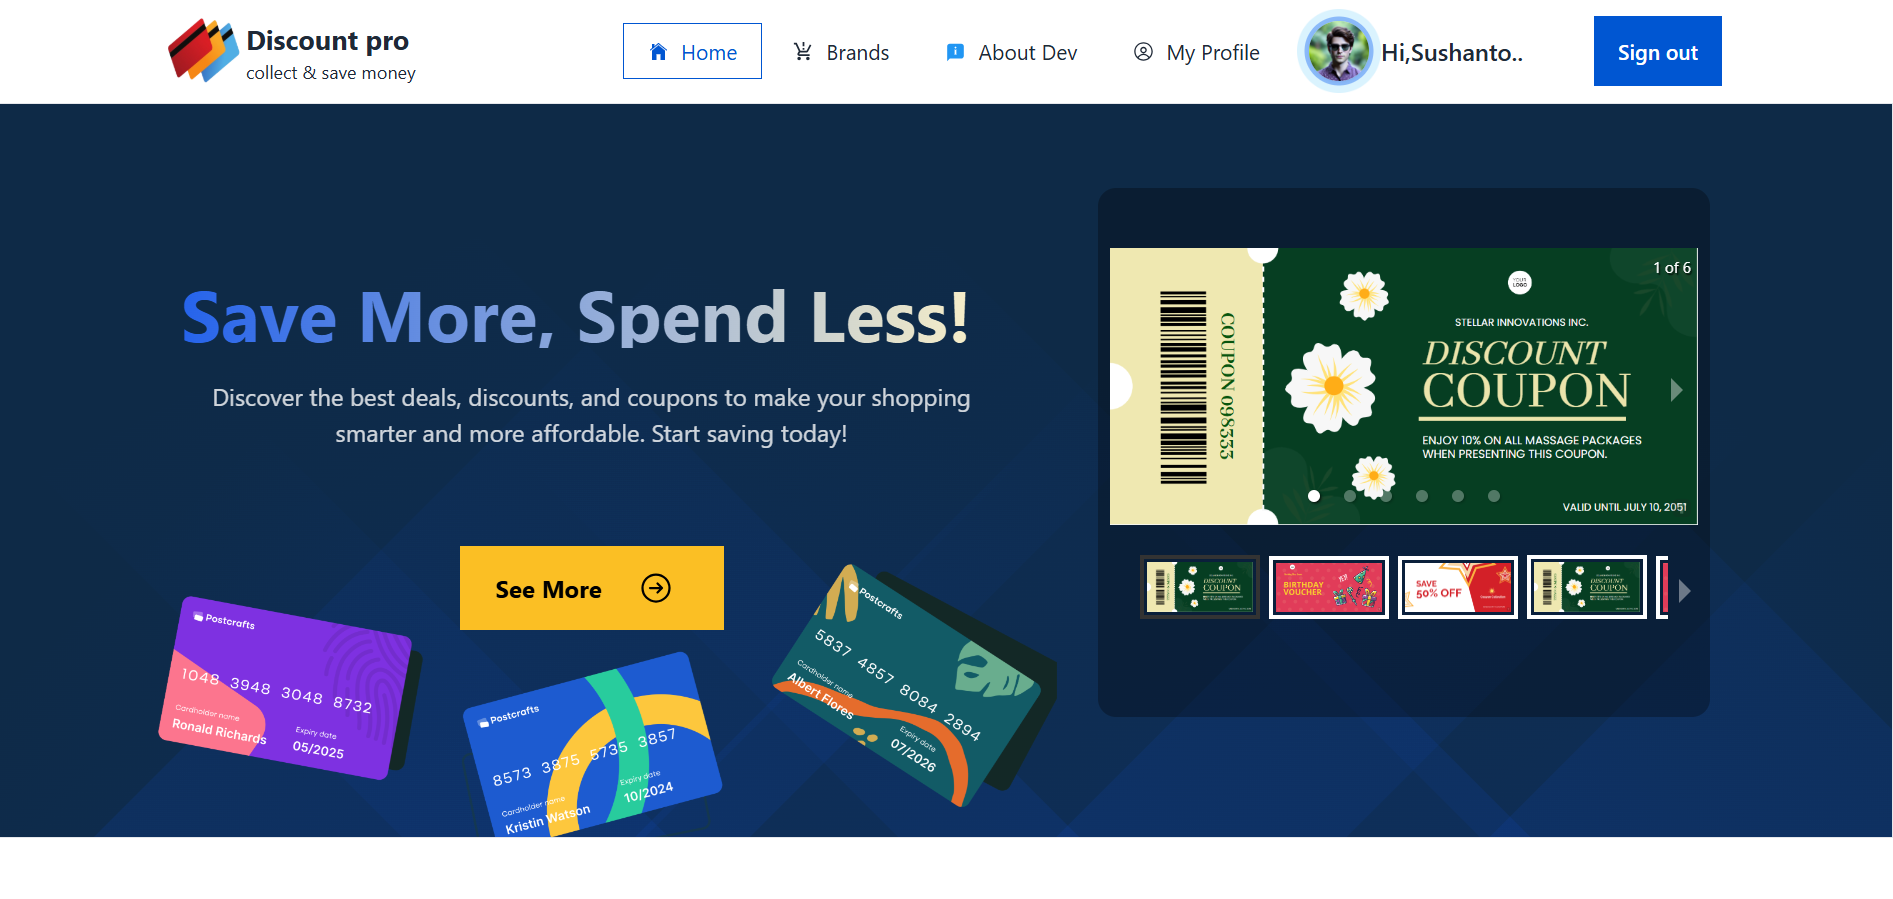 Discount pro
collect & save money
Home
Brands
About Dev
My Profile
Hi,Sushanto..
Sign out
Save More, Spend Less!
Discover the best deals, discounts, and coupons to make your shopping
smarter and more affordable. Start saving today!
See More
Postcrafts
1048 3948 3048 8732
Cardholder name
Ronald Richards
Expiry date
05/2025
Postcrafts
8573 3875 5735 3857
Cardholder name
Kristin Watson
Expiry date
10/2024
Postcrafts
5837 4857 8084 2894
Cardholder name
Albert Flores
Expiry date
07/2026
1 of 6
COUPON 098333
YOUR
LOGO
STELLAR INNOVATIONS INC.
DISCOUNT
COUPON
ENJOY 10% ON ALL MASSAGE PACKAGES
WHEN PRESENTING THIS COUPON.
VALID UNTIL JULY 10, 2051
DISCOUNT
COUPON
BIRTHDAY
VOUCHER
SAVE
50% OFF
DISCOUNT
COUPON